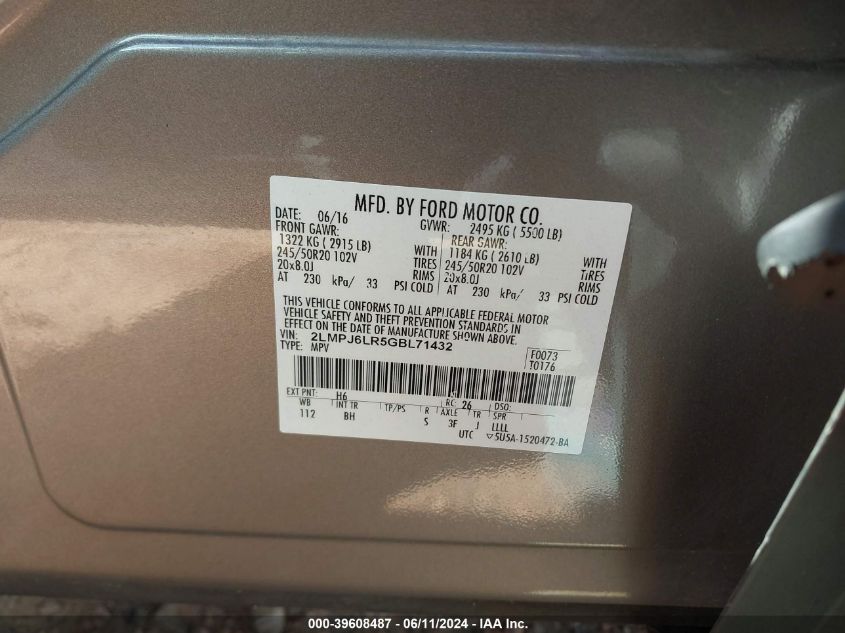 MFD. BY FORD MOTOR CO.
DATE: 06/16 GVWR: 2495 KG ( 5500 LB)
FRONT GAWR: REAR GAWR:
1322 KG ( 2915 LB) WITH 1184 KG ( 2610 LB) WITH
245/50R20 102V TIRES 245/50R20 102V TIRES
20x8.0J RIMS 20x8.0J RIMS
AT 230 kPa/ 33 PSI COLD AT 230 kPa/ 33 PSI COLD
THIS VEHICLE CONFORMS TO ALL APPLICABLE FEDERAL MOTOR
VEHICLE SAFETY AND THEFT PREVENTION STANDARDS IN
EFFECT ON THE DATE OF MANUFACTURE SHOWN ABOVE.
VIN: 2LMPJ6LR5GBL71432
TYPE: MPV
F0073
T0176
EXT PNT: H6 RC: 26 DSO:
WB INT TR TP/PS R AXLE TR SPR
112 BH S 3F J LLLL
UTC ▽5U5A-1520472-BA
000-39608487 - 06/11/2024 - IAA Inc.